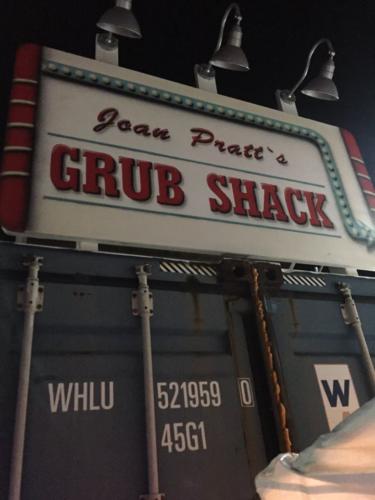 Joan Pratt`s
GRUB SHACK
WHLU 521959 0
45G1
W